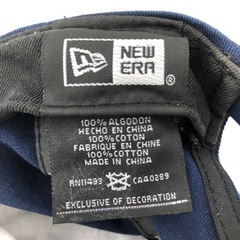 NEW
ERA
®
100% ALGODON
HECHO EN CHINA
100% COTON
FABRIQUE EN CHINE
100% COTTON
MADE IN CHINA
RN11493 CA40289
EXCLUSIVE OF DECORATION